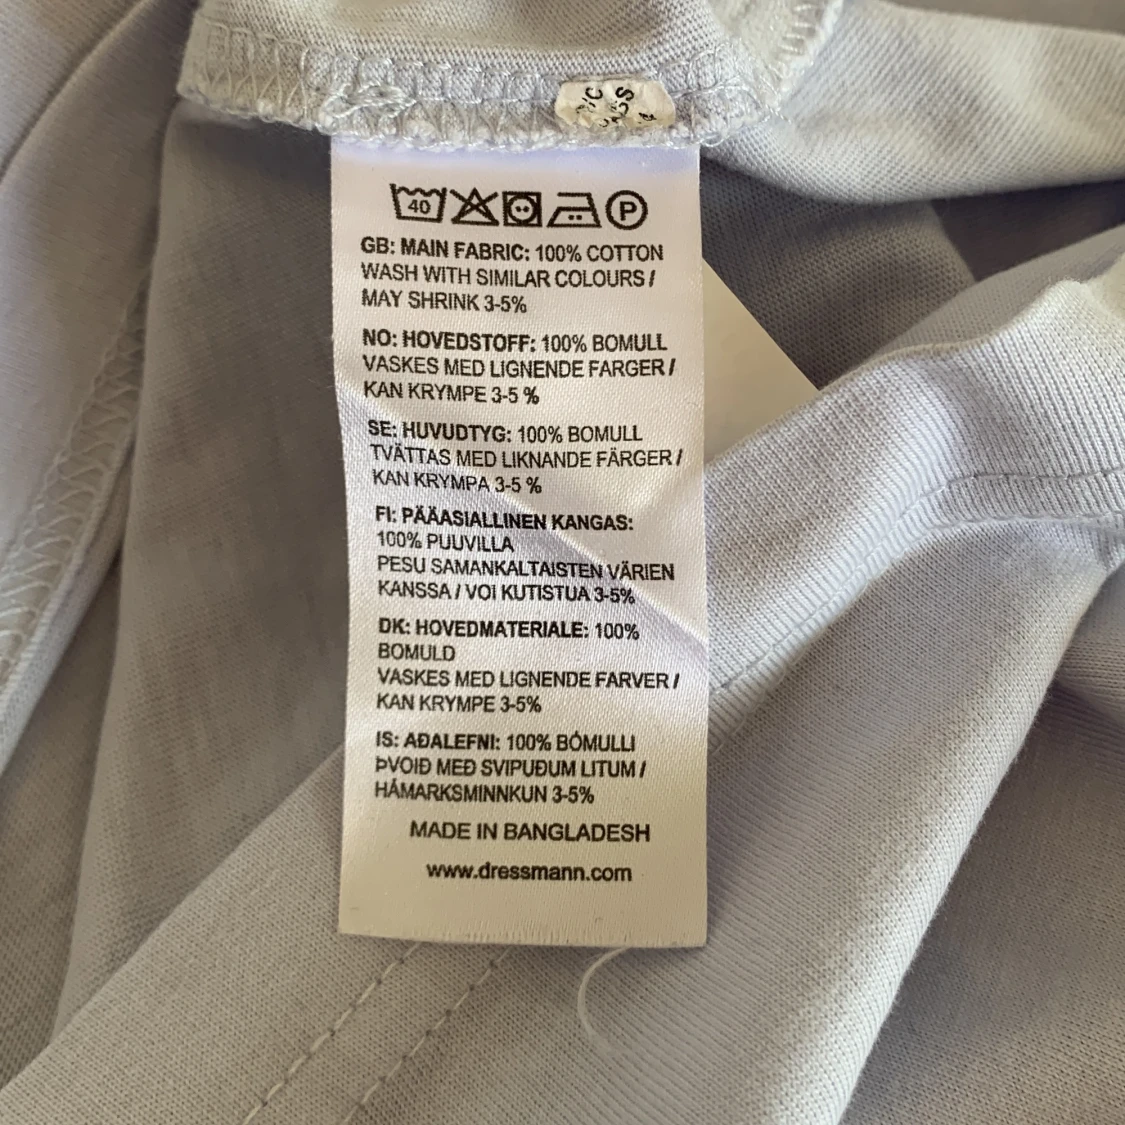 40
P
GB: MAIN FABRIC: 100% COTTON
WASH WITH SIMILAR COLOURS /
MAY SHRINK 3-5%
NO: HOVEDSTOFF: 100% BOMULL
VASKES MED LIGNENDE FARGER /
KAN KRYMPE 3-5 %
SE: HUVUDTYG: 100% BOMULL
TVÄTTAS MED LIKNANDE FÄRGER /
KAN KRYMPA 3-5 %
FI: PÄÄASIALLINEN KANGAS:
100% PUUVILLA
PESU SAMANKALTAISTEN VÄRIEN
KANSSA / VOI KUTISTUA 3-5%
DK: HOVEDMATERIALE: 100%
BOMULD
VASKES MED LIGNENDE FARVER /
KAN KRYMPE 3-5%
IS: AÐALEFNI: 100% BÓMULLI
ÞVOIÐ MEÐ SVIPUÐUM LITUM /
HÁMARKSMINNKUN 3-5%
MADE IN BANGLADESH
www.dressmann.com